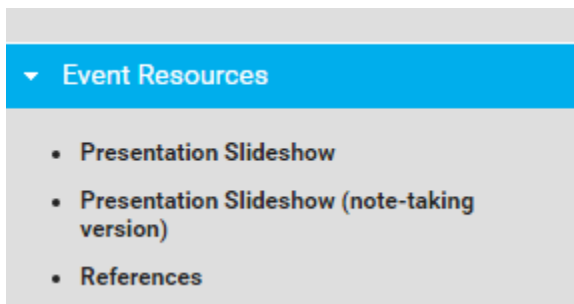 Event Resources
Presentation Slideshow
Presentation Slideshow (note-taking
version)
References